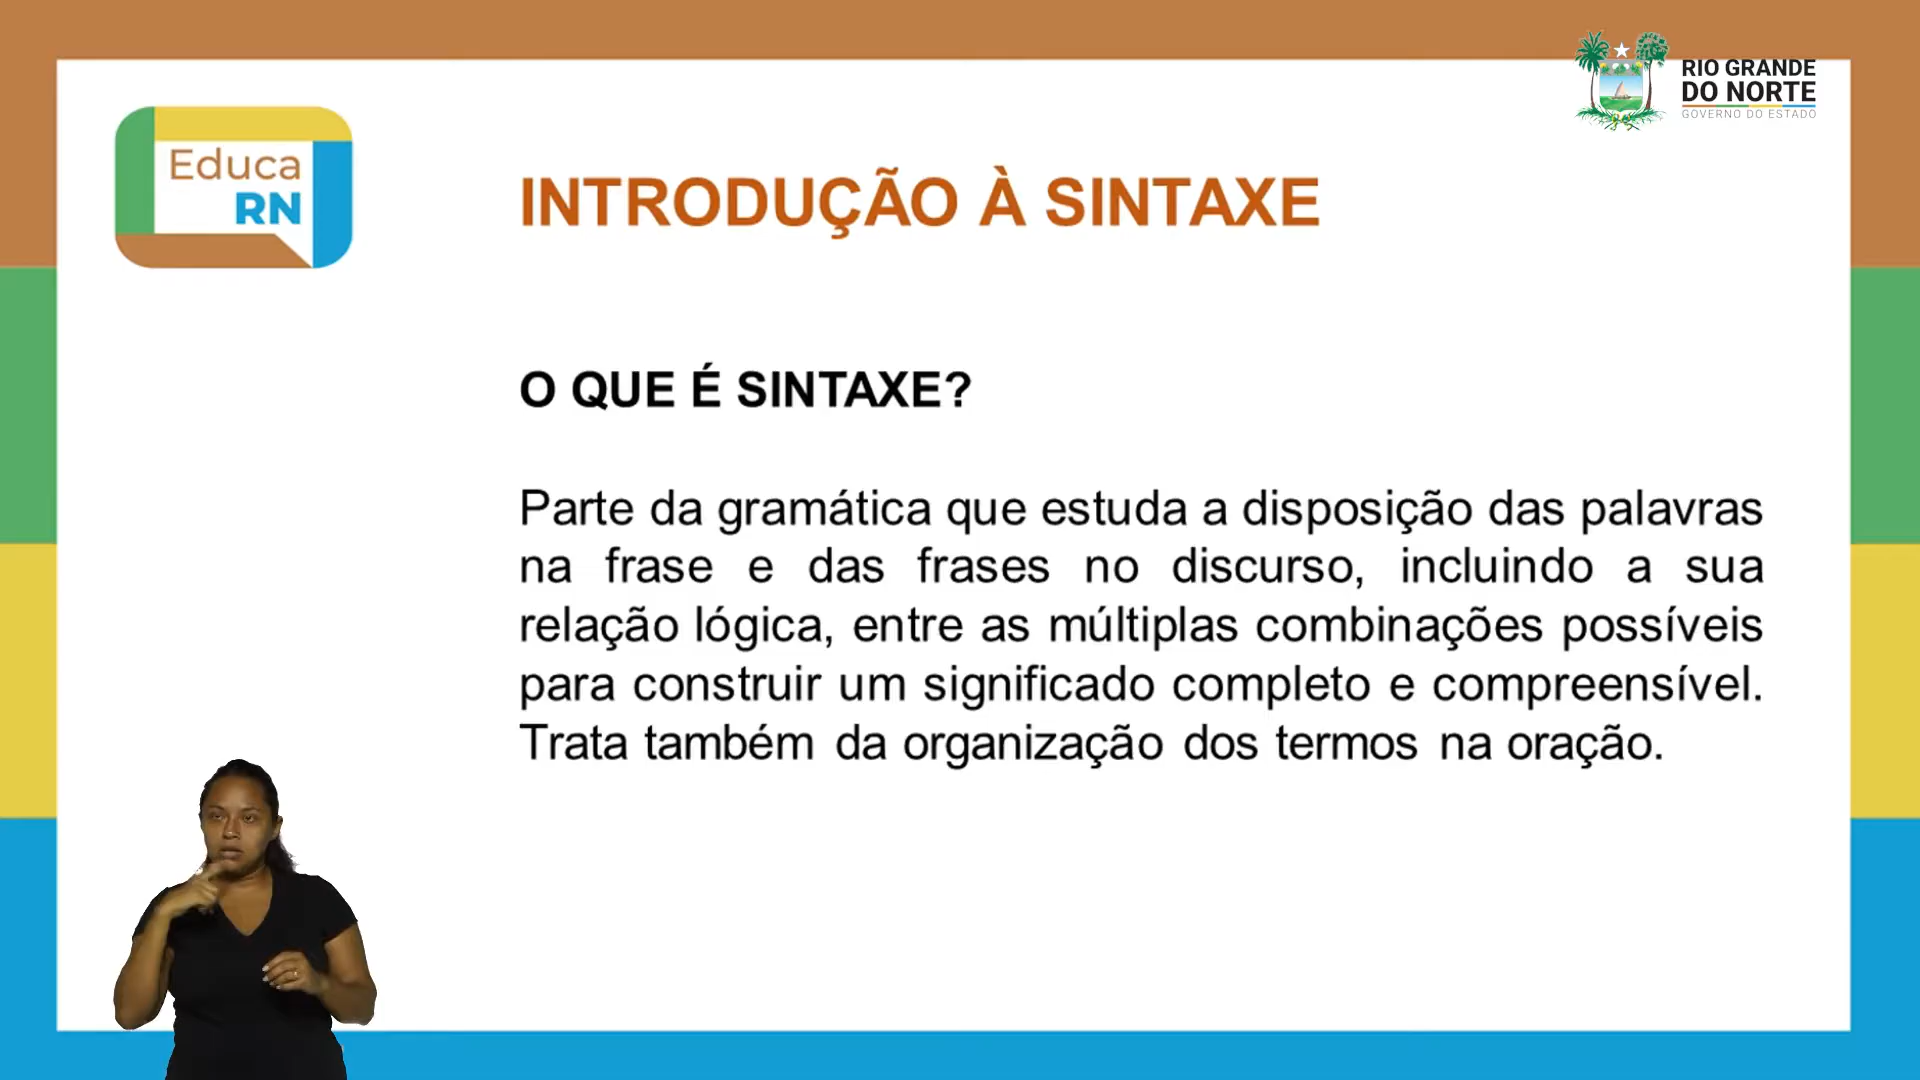 RIO GRANDE
DO NORTE
GOVERNO DO ESTADO
Educa
RN
INTRODUÇÃO À SINTAXE
O QUE É SINTAXE?
Parte da gramática que estuda a disposição das palavras
na frase e das frases no discurso, incluindo a sua
relação lógica, entre as múltiplas combinações possíveis
para construir um significado completo e compreensível.
Trata também da organização dos termos na oração.